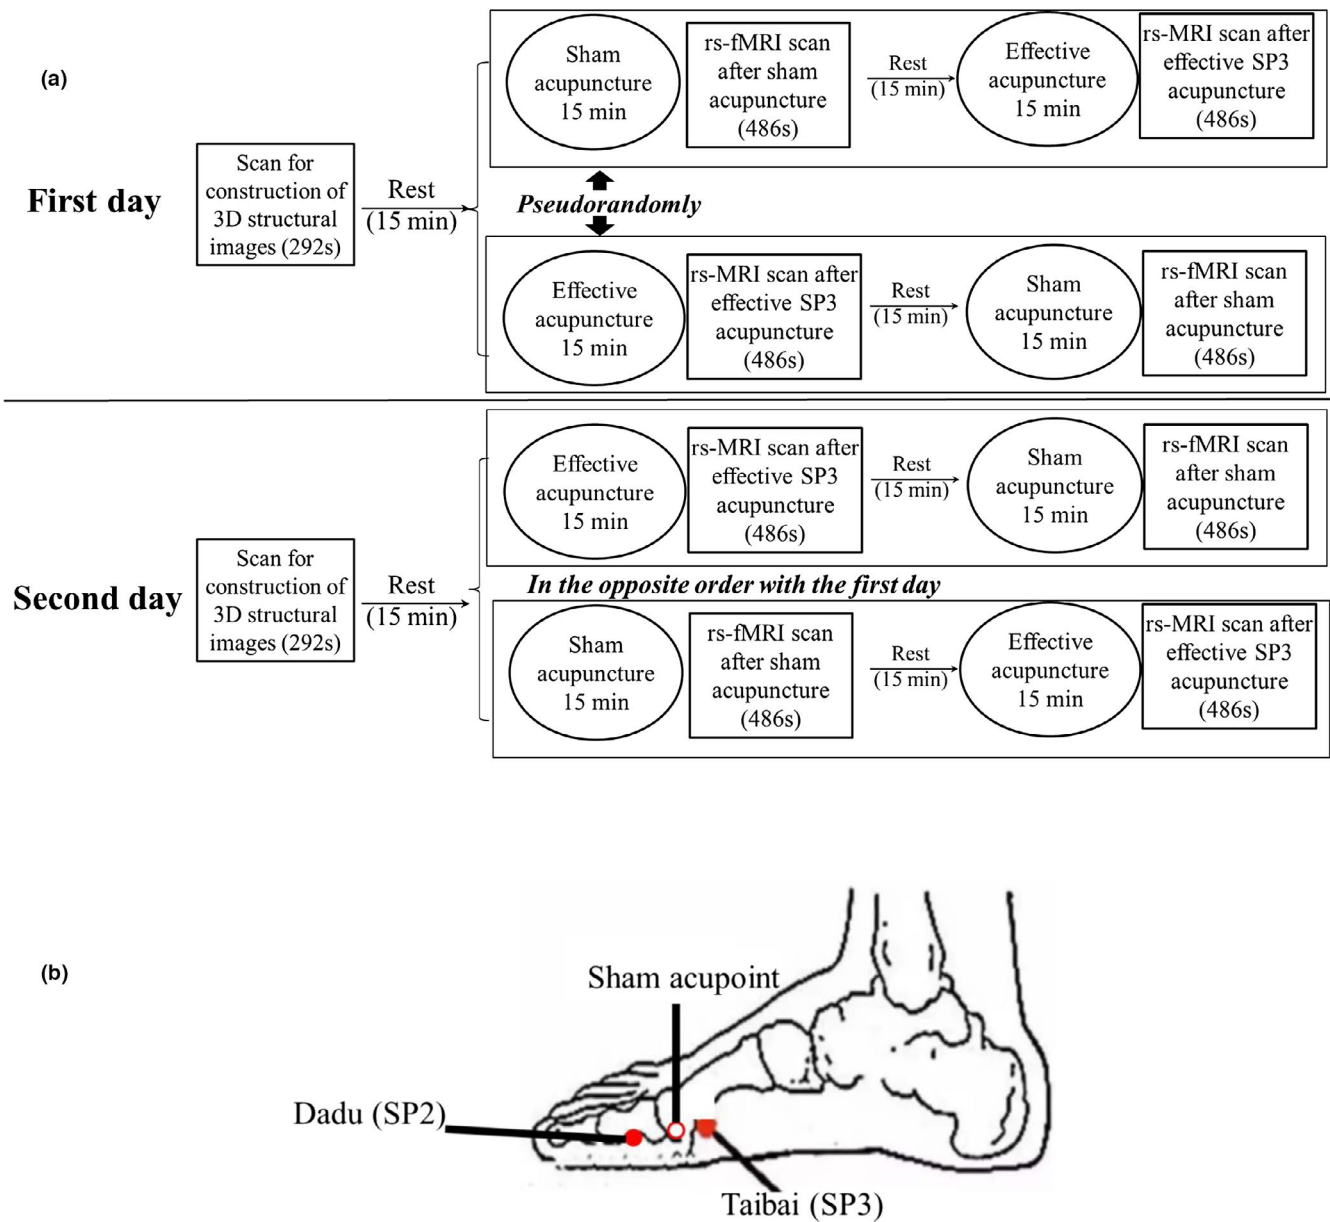 (a)
First day
Scan for
construction of
3D structural
images (292s)
Rest
(15 min)
Sham
acupuncture
15 min
rs-fMRI scan
after sham
acupuncture
(486s)
Rest
(15 min)
Effective
acupuncture
15 min
rs-MRI scan after
effective SP3
acupuncture
(486s)
Pseudorandomly
Effective
acupuncture
15 min
rs-MRI scan after
effective SP3
acupuncture
(486s)
Rest
(15 min)
Sham
acupuncture
15 min
rs-fMRI scan
after sham
acupuncture
(486s)
Second day
Scan for
construction of
3D structural
images (292s)
Rest
(15 min)
Effective
acupuncture
15 min
rs-MRI scan after
effective SP3
acupuncture
(486s)
Rest
(15 min)
Sham
acupuncture
15 min
rs-fMRI scan
after sham
acupuncture
(486s)
In the opposite order with the first day
Sham
acupuncture
15 min
rs-fMRI scan
after sham
acupuncture
(486s)
Rest
(15 min)
Effective
acupuncture
15 min
rs-MRI scan after
effective SP3
acupuncture
(486s)
(b)
Sham acupoint
Dadu (SP2)
Taibai (SP3)